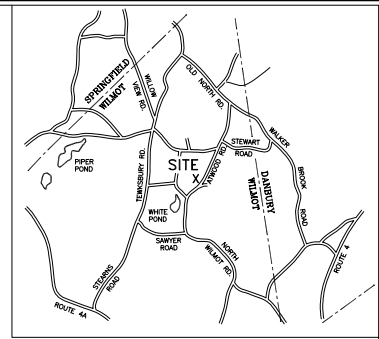 SPRINGFIELD
WILMOT
WILLOW
VIEW RD.
OLD NORTH RD.
WALKER
BROOK
ROAD
STEWART
ROAD
PIPER
POND
TEWKSBURY RD.
SITE
X
ATWOOD RD.
DANBURY
WILMOT
WHITE
POND
SAWYER
ROAD
NORTH
WILMOT RD.
STEARNS
ROAD
ROUTE 4
ROUTE 4A